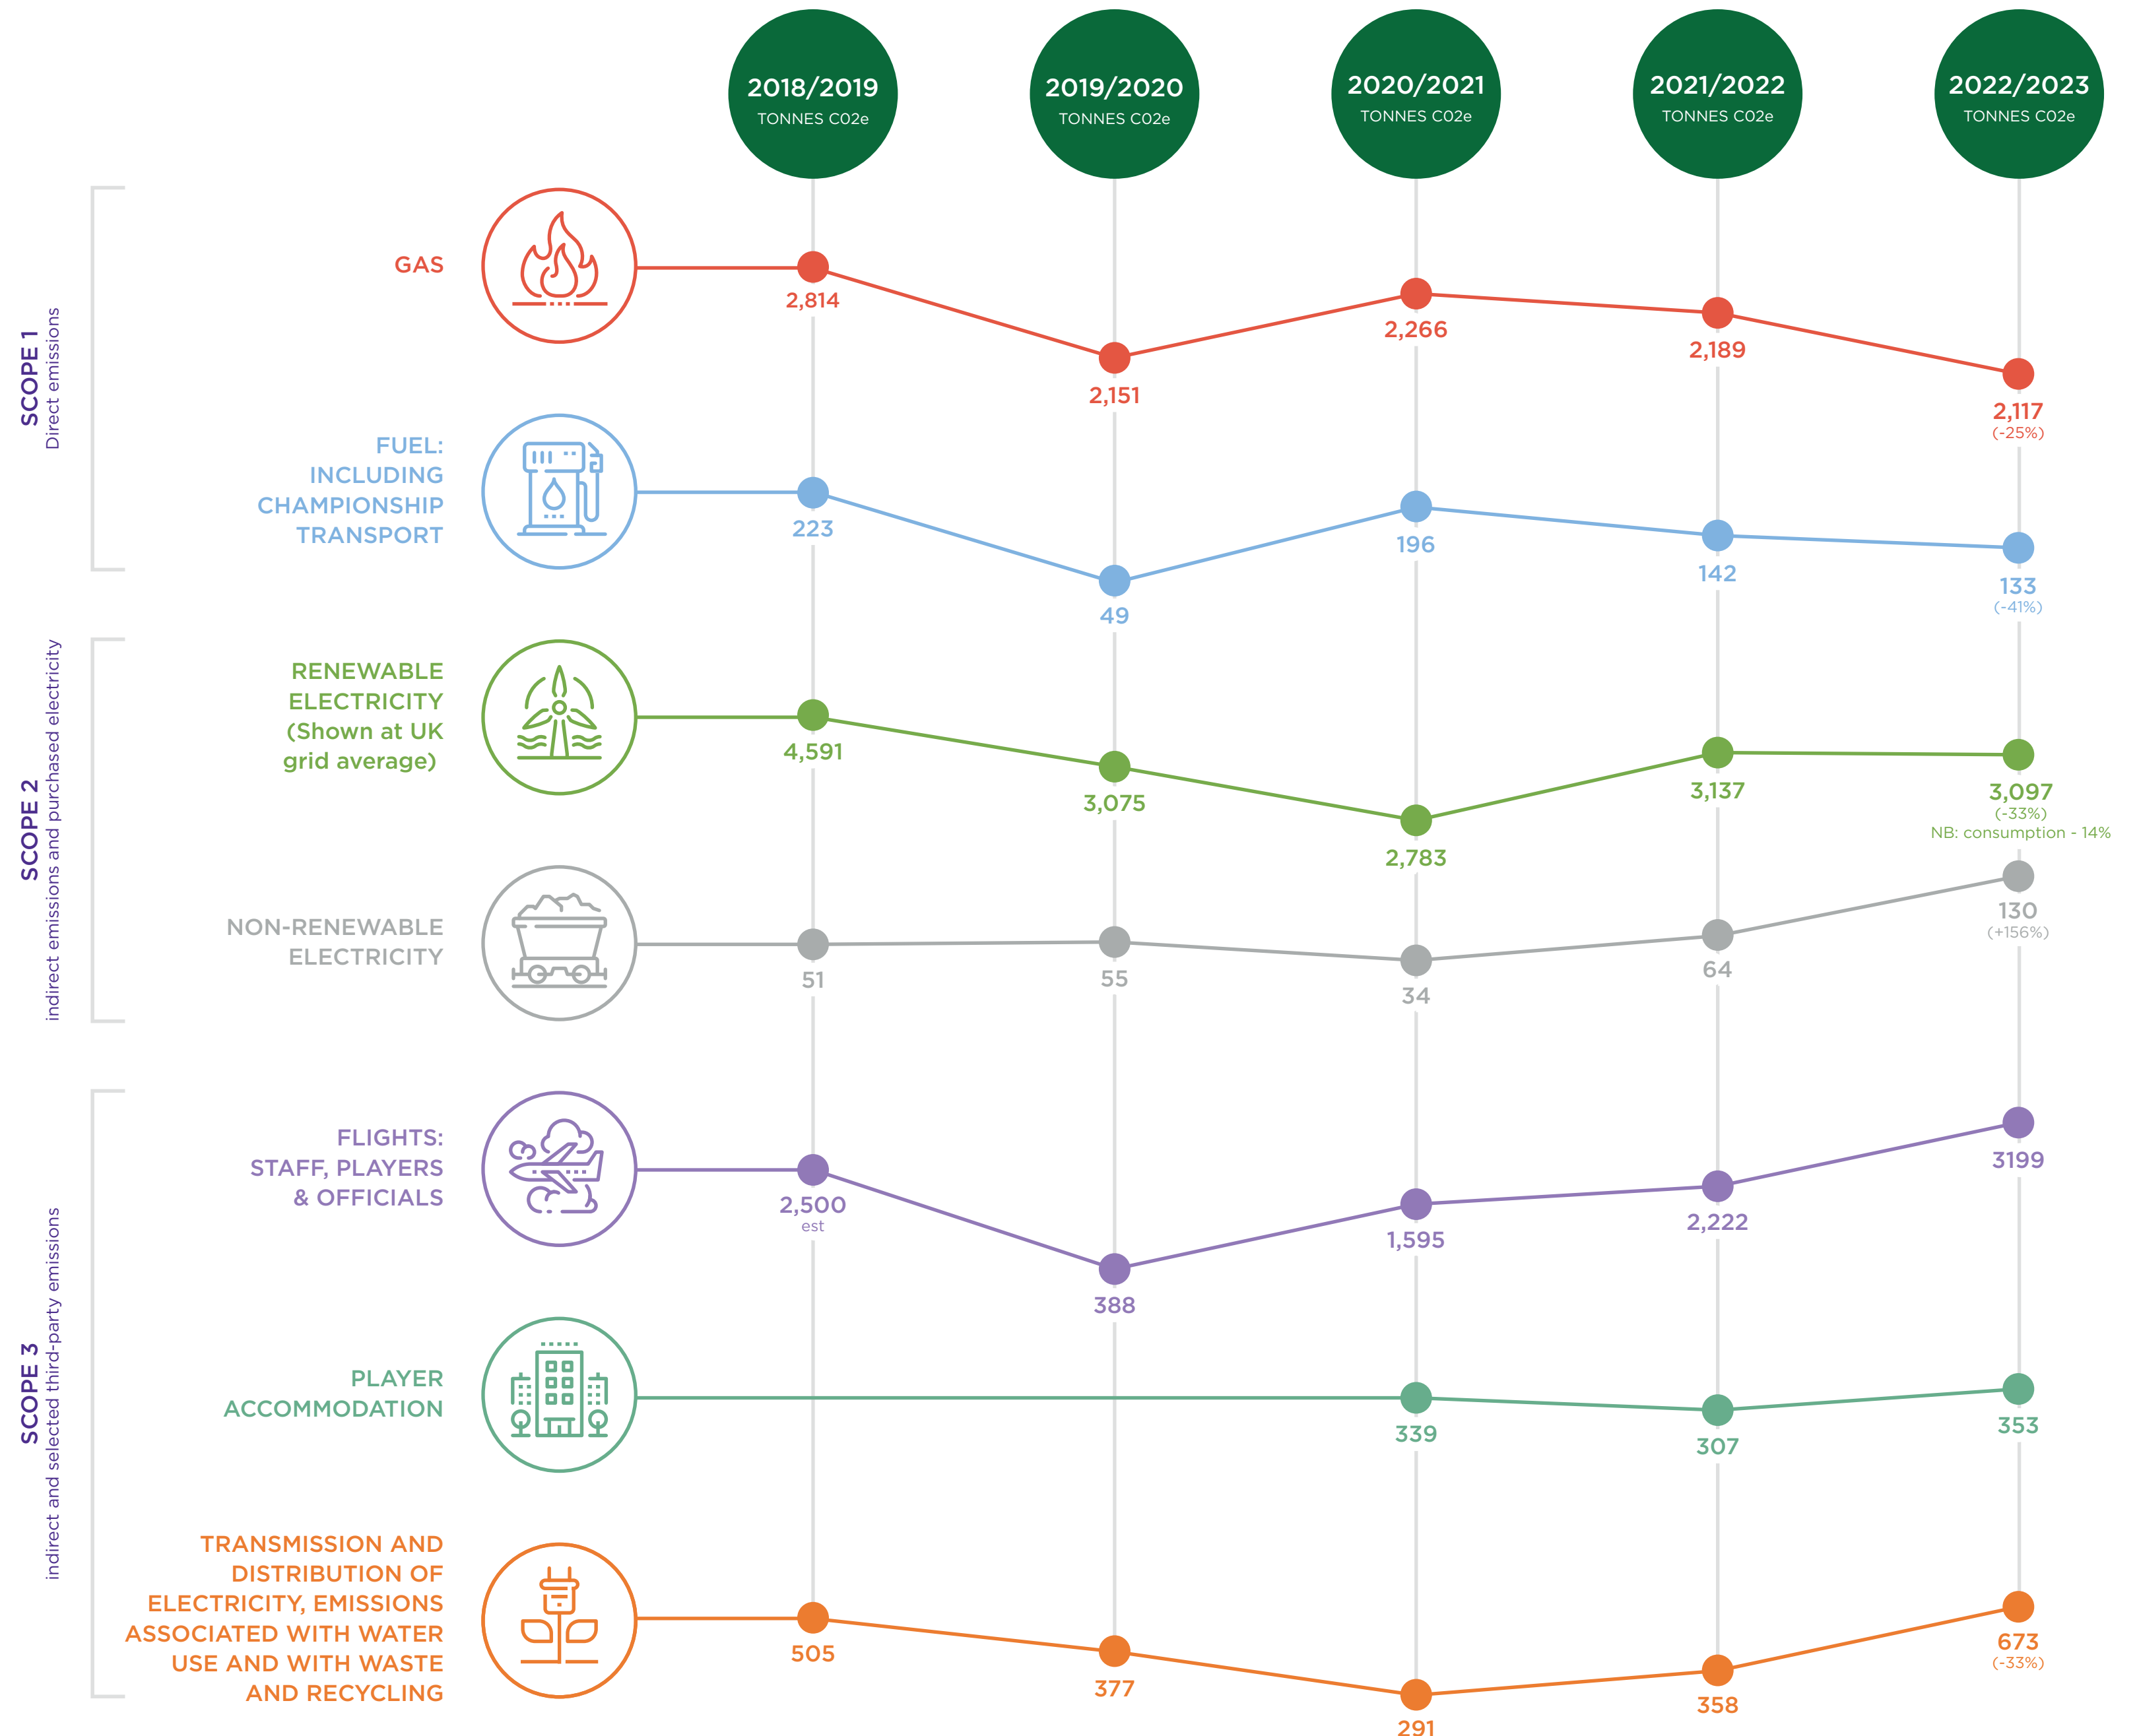 2018/2019
TONNES C02e
2019/2020
TONNES C02e
2020/2021
TONNES C02e
2021/2022
TONNES C02e
2022/2023
TONNES C02e
SCOPE 1
Direct emissions
GAS
2,814
2,151
2,266
2,189
2,117
(-25%)
FUEL:
INCLUDING
CHAMPIONSHIP
TRANSPORT
223
49
196
142
133
(-41%)
SCOPE 2
indirect emissions and purchased electricity
RENEWABLE
ELECTRICITY
(Shown at UK
grid average)
4,591
3,075
2,783
3,137
3,097
(-33%)
NB: consumption - 14%
NON-RENEWABLE
ELECTRICITY
51
55
34
64
130
(+156%)
SCOPE 3
indirect and selected third-party emissions
FLIGHTS:
STAFF, PLAYERS
& OFFICIALS
2,500
est
388
1,595
2,222
3199
PLAYER
ACCOMMODATION
339
307
353
TRANSMISSION AND
DISTRIBUTION OF
ELECTRICITY, EMISSIONS
ASSOCIATED WITH WATER
USE AND WITH WASTE
AND RECYCLING
505
377
291
358
673
(-33%)